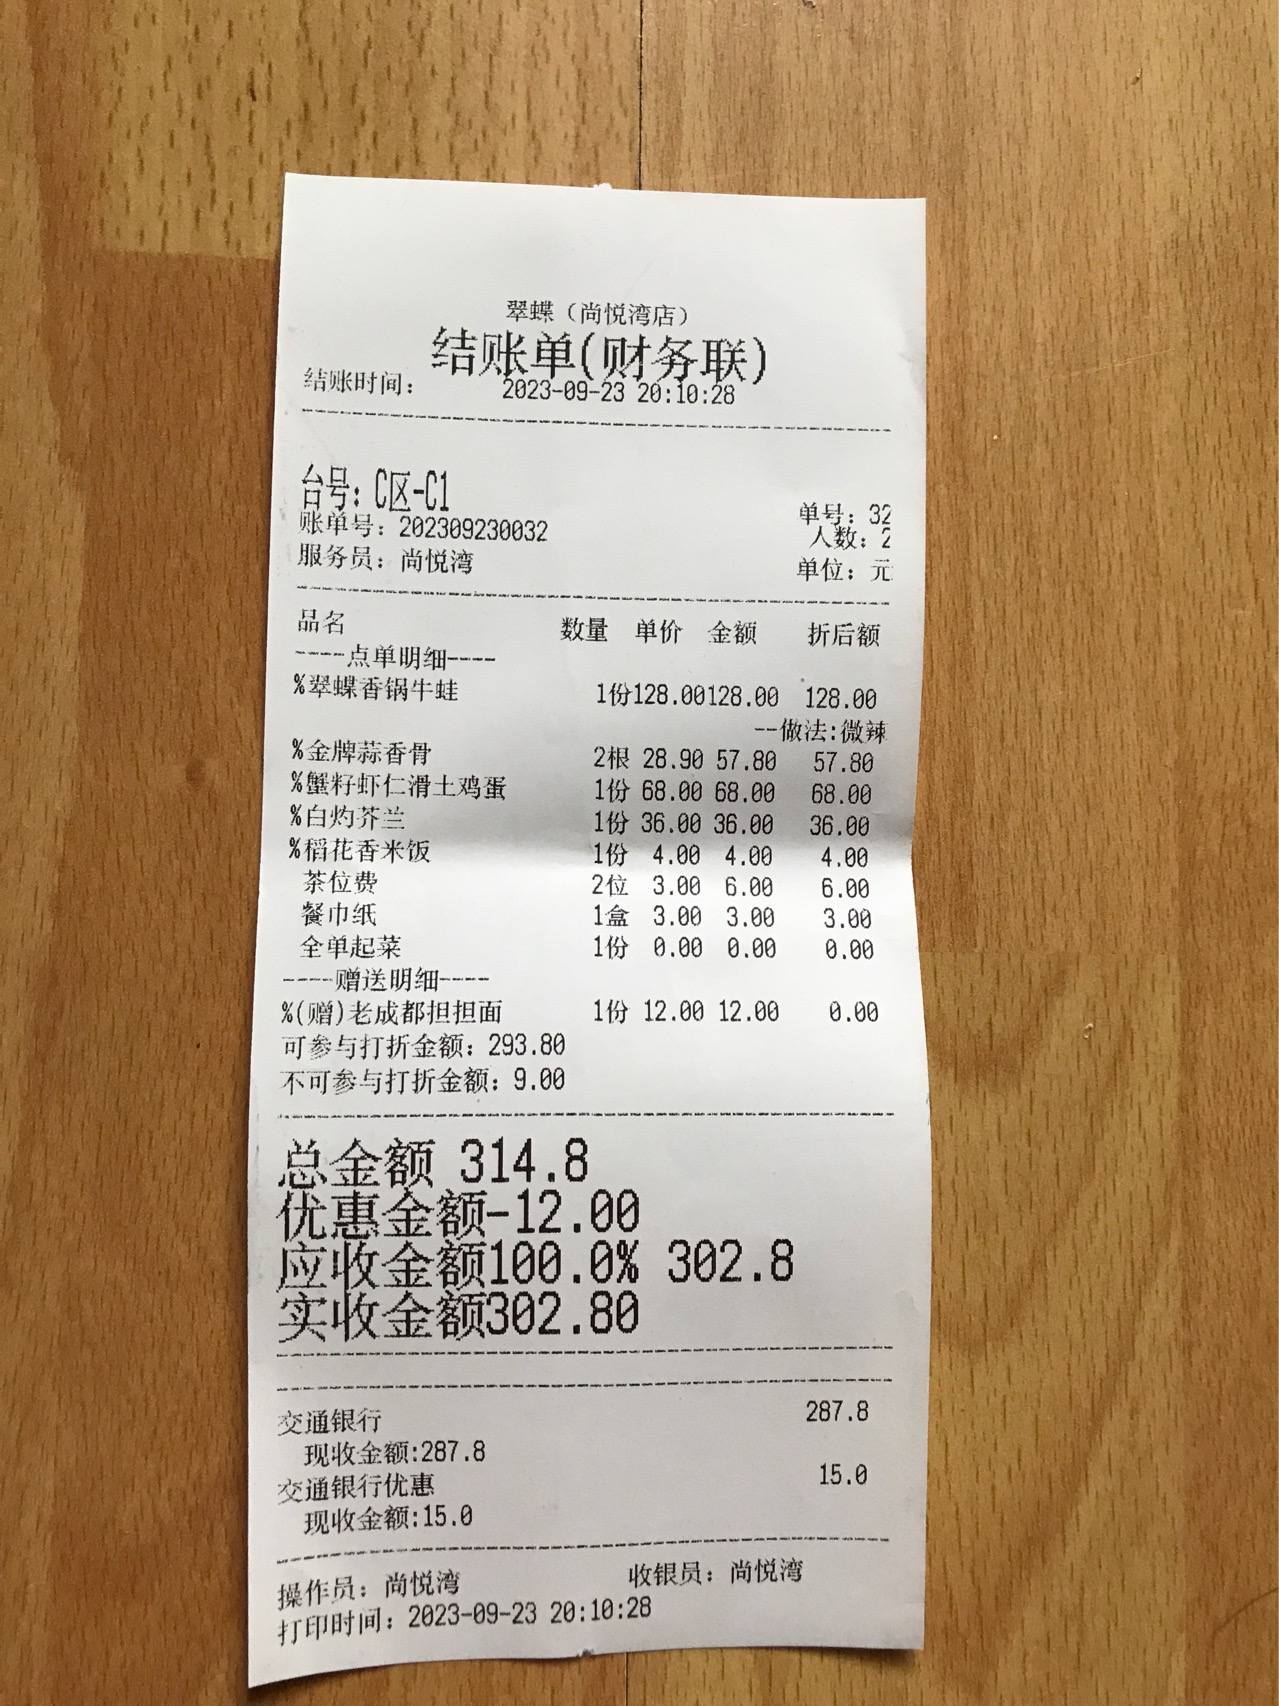 翠蝶（尚悦湾店）
结账单(财务联)
结账时间： 2023-09-23 20:10:28
台号：C区-C1
单号：32
账单号：202309230032
人数：2
服务员：尚悦湾
单位：元
品名 数量 单价 金额 折后额
----点单明细----
%翠蝶香锅牛蛙 1份 128.00 128.00 128.00
--做法:微辣
%金牌蒜香骨 2根 28.90 57.80 57.80
%蟹籽虾仁滑土鸡蛋 1份 68.00 68.00 68.00
%白灼芥兰 1份 36.00 36.00 36.00
%稻花香米饭 1份 4.00 4.00 4.00
茶位费 2位 3.00 6.00 6.00
餐巾纸 1盒 3.00 3.00 3.00
全单起菜 1份 0.00 0.00 0.00
----赠送明细----
%(赠)老成都担担面 1份 12.00 12.00 0.00
可参与打折金额：293.80
不可参与打折金额：9.00
总金额 314.8
优惠金额-12.00
应收金额100.0% 302.8
实收金额302.80
交通银行 287.8
现收金额:287.8
交通银行优惠 15.0
现收金额:15.0
操作员：尚悦湾 收银员：尚悦湾
打印时间：2023-09-23 20:10:28